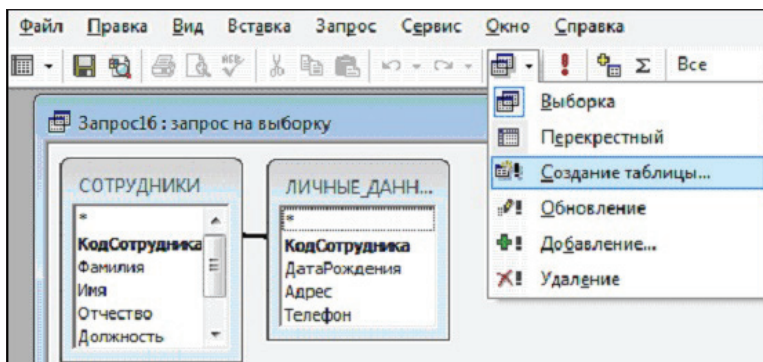 Файл Правка Вид Вставка Запрос Сервис Окно Справка
Все
Запрос16 : запрос на выборку
Выборка
Перекрестный
Создание таблицы...
Обновление
Добавление...
Удаление
СОТРУДНИКИ
*
КодСотрудника
Фамилия
Имя
Отчество
Должность
ЛИЧНЫЕ_ДАНН...
*
КодСотрудника
ДатаРождения
Адрес
Телефон